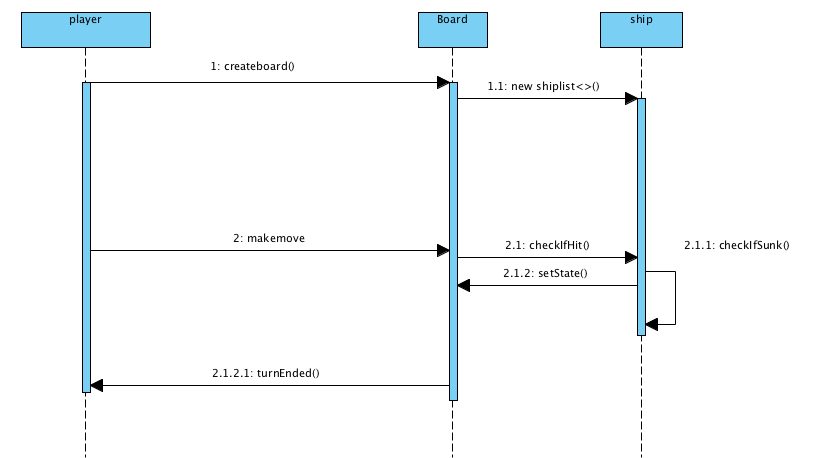 player
Board
ship
1: createboard()
1.1: new shiplist<>()
2: makemove
2.1: checkIfHit()
2.1.1: checkIfSunk()
2.1.2: setState()
2.1.2.1: turnEnded()